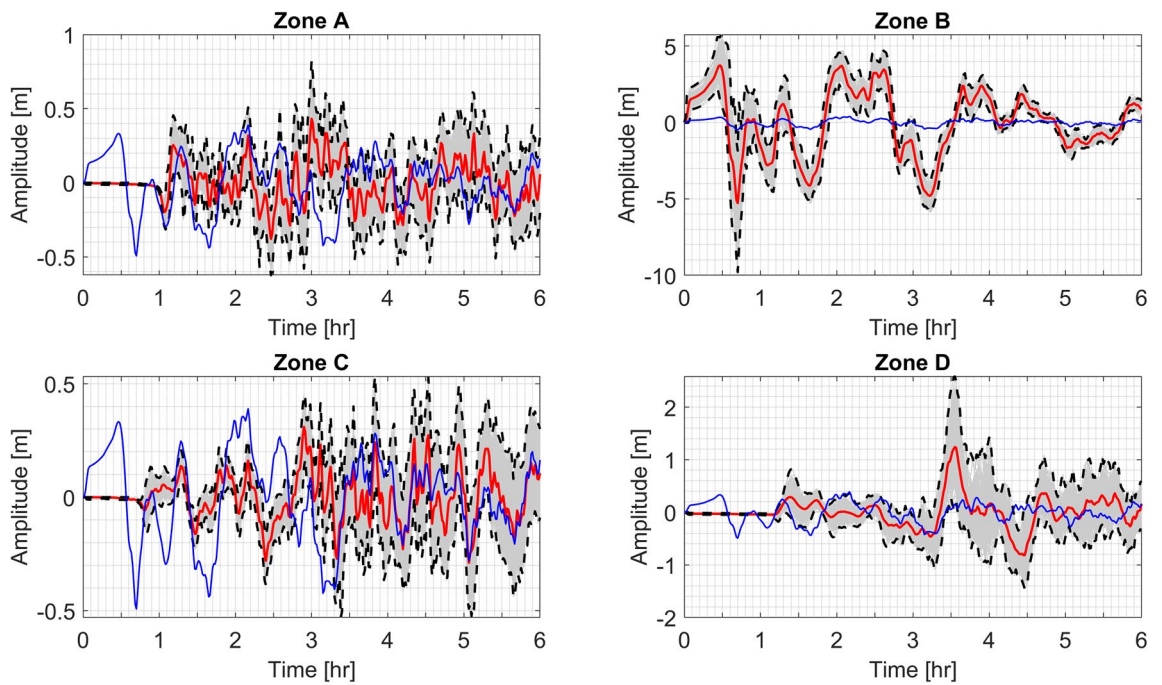 Zone A
Amplitude [m]
1
0.5
0
-0.5
0 1 2 3 4 5 6
Time [hr]
Zone B
Amplitude [m]
5
0
-5
-10
0 1 2 3 4 5 6
Time [hr]
Zone C
Amplitude [m]
0.5
0
-0.5
0 1 2 3 4 5 6
Time [hr]
Zone D
Amplitude [m]
2
1
0
-1
-2
0 1 2 3 4 5 6
Time [hr]